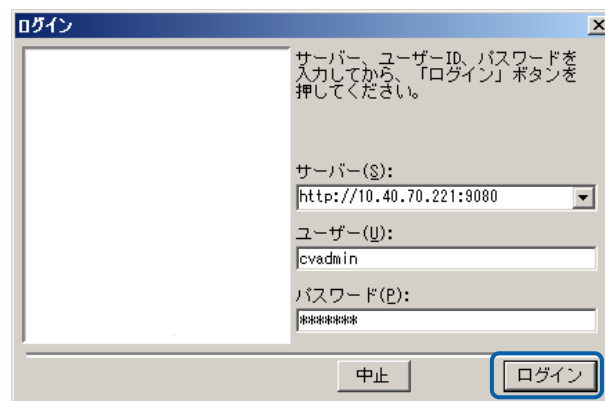 ログイン
サーバー、ユーザーID、パスワードを
入力してから、「ログイン」ボタンを
押してください。
サーバー(S):
http://10.40.70.221:9080
ユーザー(U):
cvadmin
パスワード(P):
*******
中止
ログイン